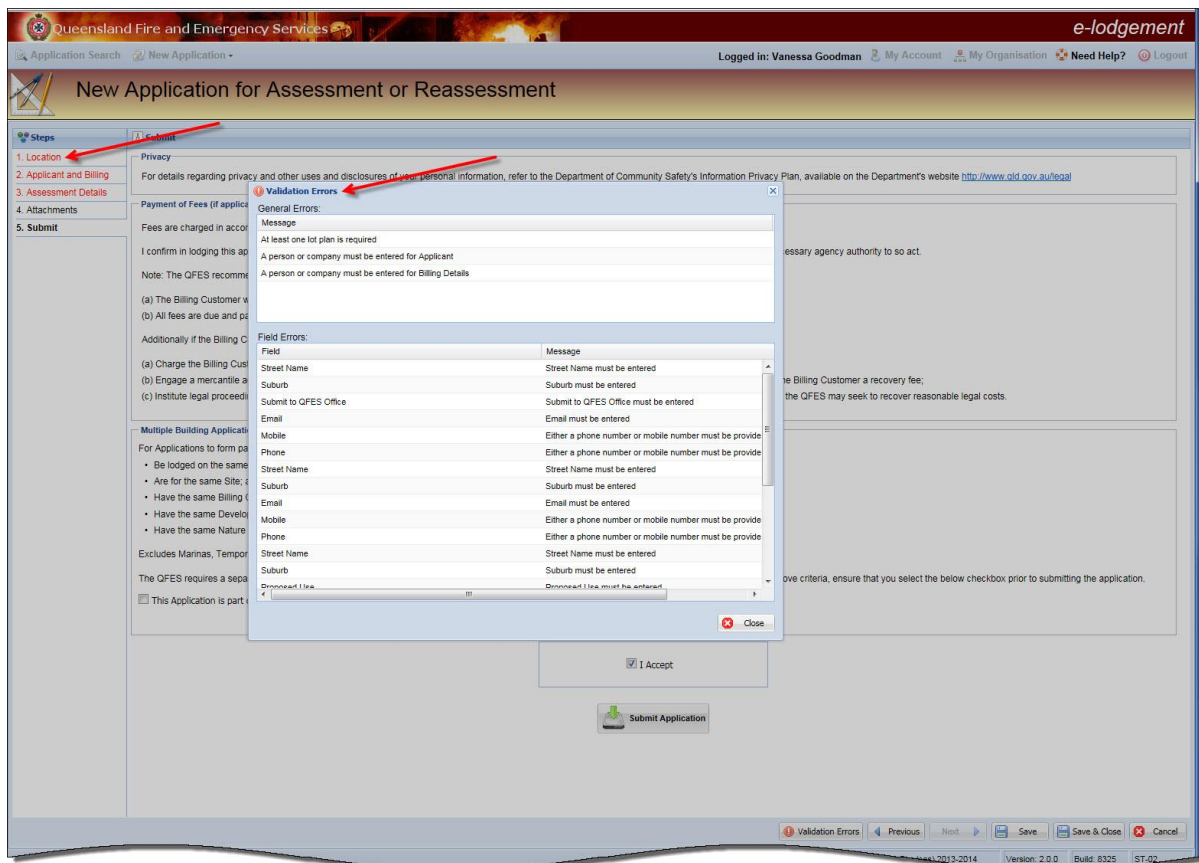 Queensland Fire and Emergency Services
e-lodgement
Application Search New Application
Logged in: Vanessa Goodman My Account My Organisation Need Help? Logout
New Application for Assessment or Reassessment
Steps
1. Location
2. Applicant and Billing
3. Assessment Details
4. Attachments
5. Submit
Submit
Privacy
For details regarding privacy and other uses and disclosures of your personal information, refer to the Department of Community Safety's Information Privacy Plan, available on the Department's website http://www.qld.gov.au/legal
Payment of Fees (if applica
Fees are charged in accor
I confirm in lodging this ap
essary agency authority to so act.
Note: The QFES recomme
(a) The Billing Customer w
(b) All fees are due and pa
Additionally if the Billing C
(a) Charge the Billing Cust
(b) Engage a mercantile a
e Billing Customer a recovery fee;
(c) Institute legal proceedi
the QFES may seek to recover reasonable legal costs.
Multiple Building Applicati
For Applications to form pa
• Be lodged on the same
• Are for the same Site; a
• Have the same Billing
• Have the same Develop
• Have the same Nature
Excludes Marinas, Tempor
The QFES requires a sepa
ove criteria, ensure that you select the below checkbox prior to submitting the application.
This Application is part
Validation Errors
General Errors:
Message
At least one lot plan is required
A person or company must be entered for Applicant
A person or company must be entered for Billing Details
Field Errors:
Field Message
Street Name Street Name must be entered
Suburb Suburb must be entered
Submit to QFES Office Submit to QFES Office must be entered
Email Email must be entered
Mobile Either a phone number or mobile number must be provide
Phone Either a phone number or mobile number must be provide
Street Name Street Name must be entered
Suburb Suburb must be entered
Email Email must be entered
Mobile Either a phone number or mobile number must be provide
Phone Either a phone number or mobile number must be provide
Street Name Street Name must be entered
Suburb Suburb must be entered
Proposed Use Proposed Use must be entered
Close
I Accept
Submit Application
Validation Errors Previous Next Save Save & Close Cancel
2013-2014 Version: 2.0.0 Build: 8325 ST-02